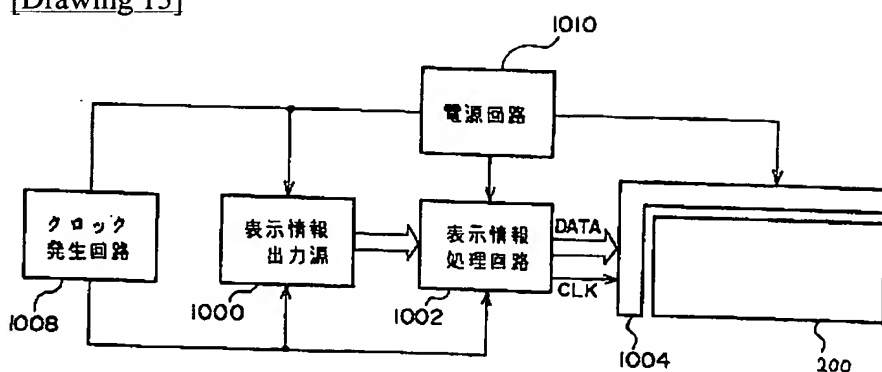 [Drawing 13]
1010
電源回路
クロック
発生回路
表示情報
出力源
表示情報
処理回路
DATA
CLK
1008
1000
1002
1004
200